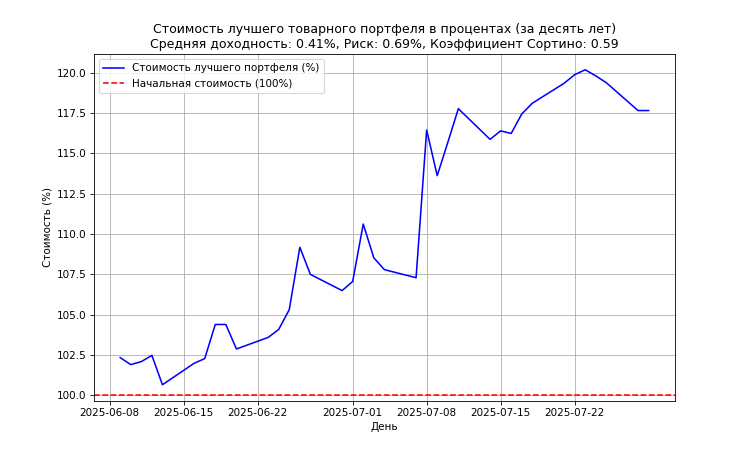 Стоимость лучшего товарного портфеля в процентах (за десять лет)
Средняя доходность: 0.41%, Риск: 0.69%, Коэффициент Сортино: 0.59
Стоимость лучшего портфеля (%)
Начальная стоимость (100%)
Стоимость (%)
120.0
117.5
115.0
112.5
110.0
107.5
105.0
102.5
100.0
2025-06-08
2025-06-15
2025-06-22
2025-07-01
2025-07-08
2025-07-15
2025-07-22
День